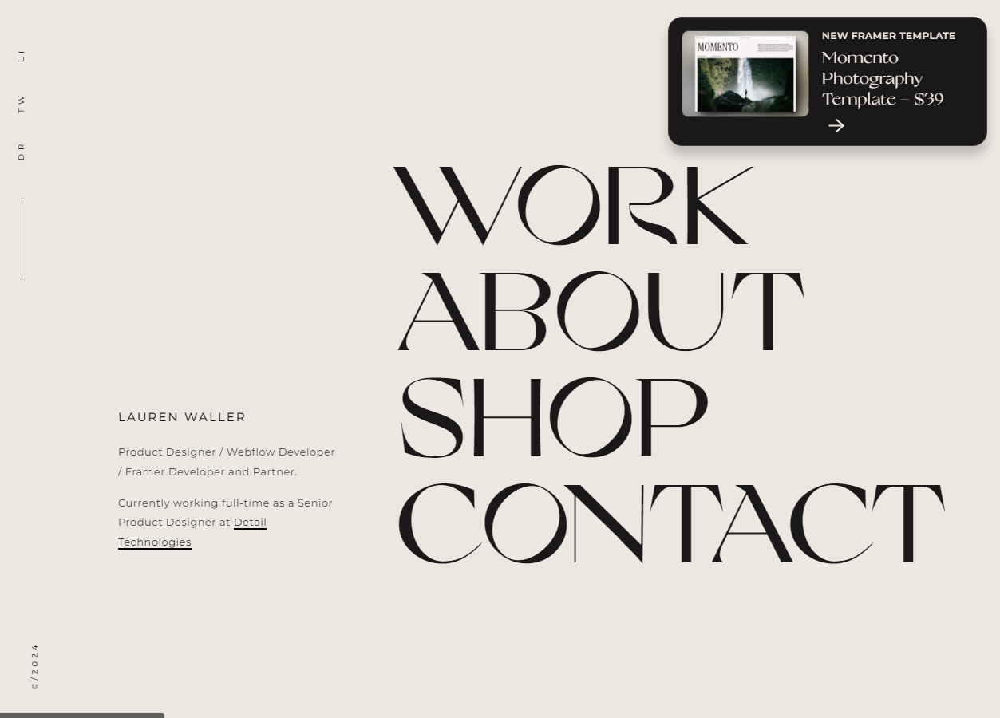 LI
TW
DR
NEW FRAMER TEMPLATE
Momento
Photography
Template – $39
MOMENTO
WORK
ABOUT
SHOP
CONTACT
LAUREN WALLER
Product Designer / Webflow Developer
/ Framer Developer and Partner.
Currently working full-time as a Senior
Product Designer at Detail
Technologies
©/2024